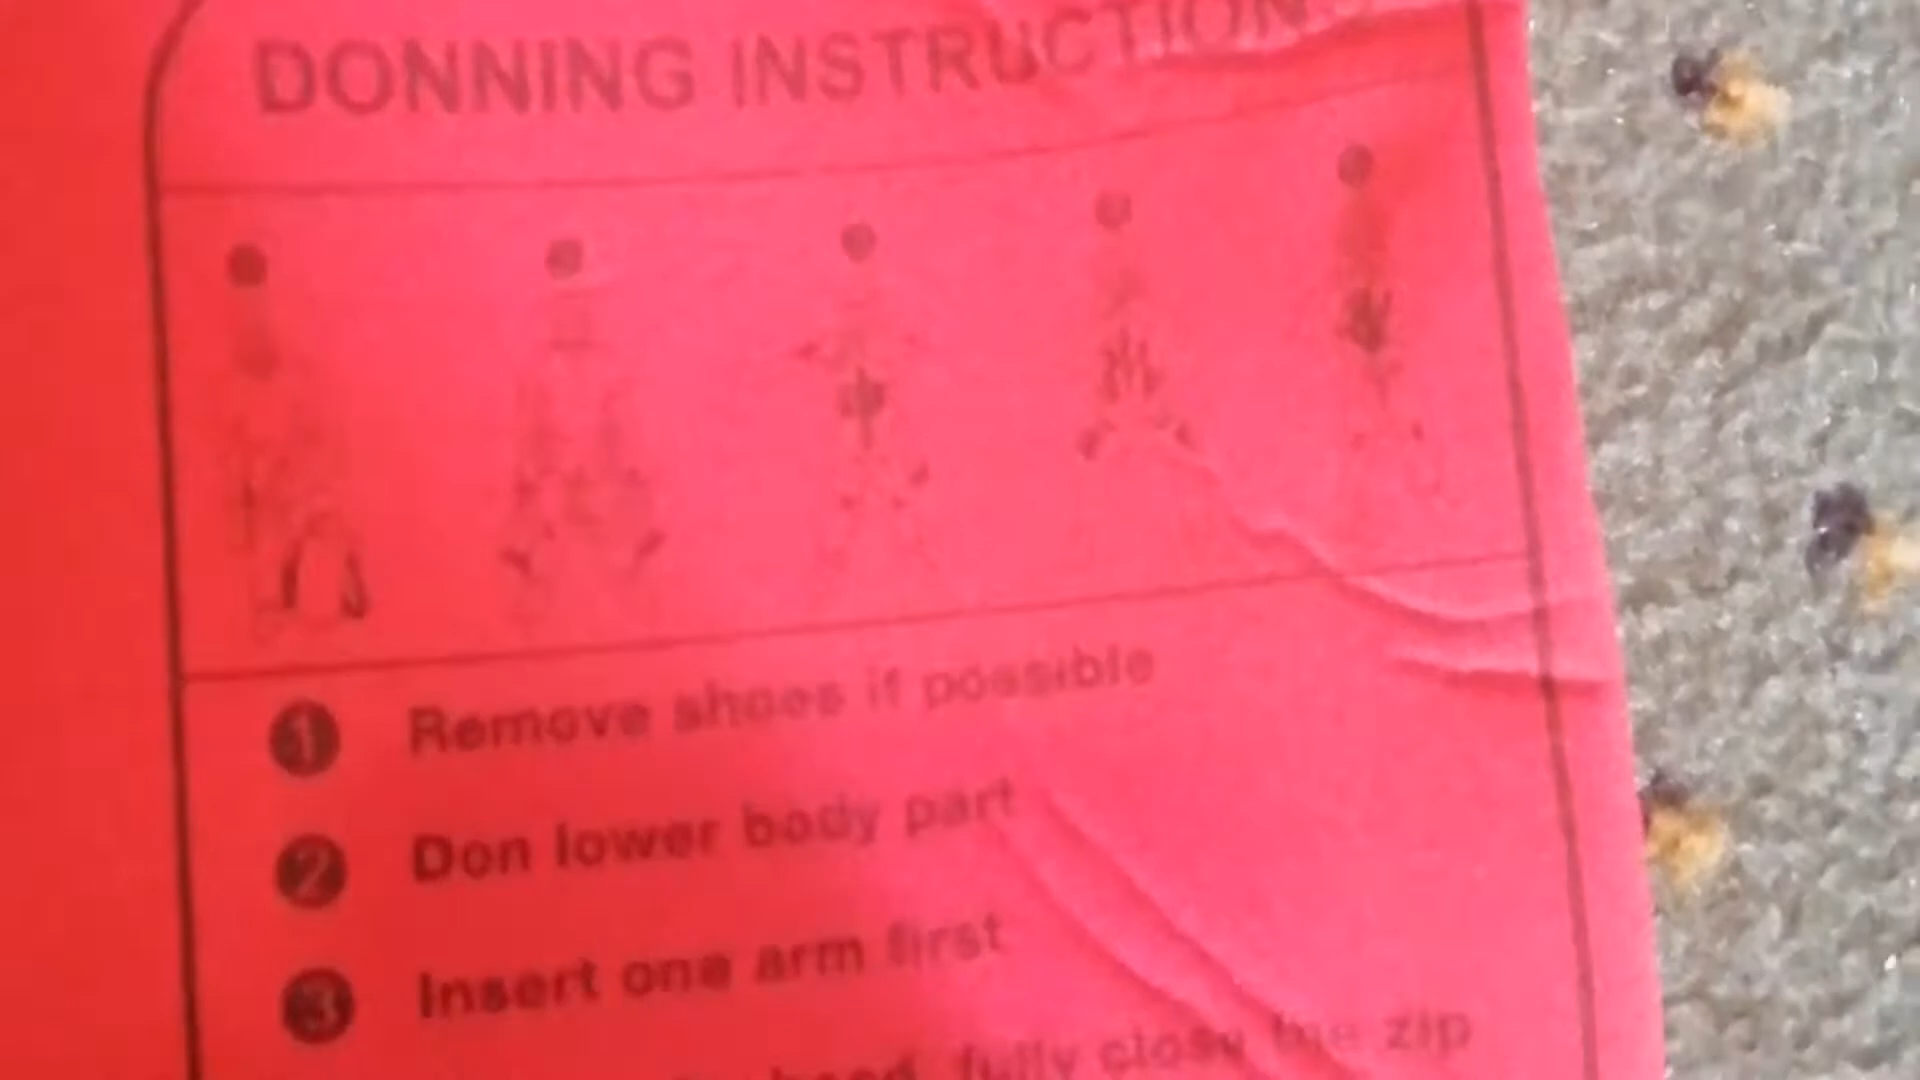 DONNING INSTRUCTION
1 Remove shoes if possible
2 Don lower body part
3 Insert one arm first
fully close the zip